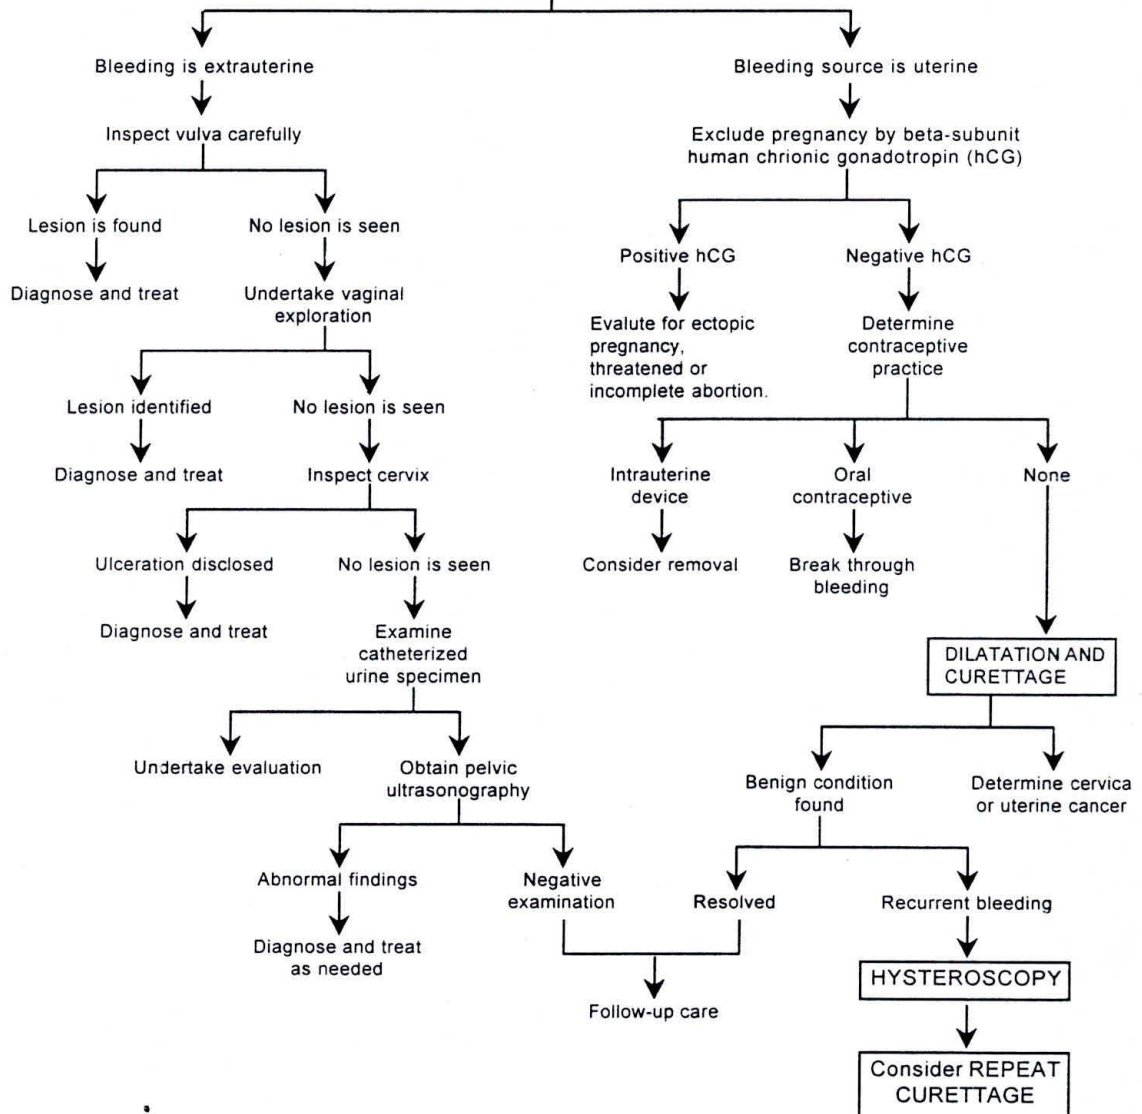 Bleeding is extrauterine
Bleeding source is uterine
Inspect vulva carefully
Exclude pregnancy by beta-subunit
human chrionic gonadotropin (hCG)
Lesion is found
No lesion is seen
Positive hCG
Negative hCG
Diagnose and treat
Undertake vaginal
exploration
Evalute for ectopic
pregnancy,
threatened or
incomplete abortion.
Determine
contraceptive
practice
Lesion identified
No lesion is seen
Diagnose and treat
Inspect cervix
Intrauterine
device
Oral
contraceptive
None
Ulceration disclosed
No lesion is seen
Consider removal
Break through
bleeding
Diagnose and treat
Examine
catheterized
urine specimen
DILATATION AND
CURETTAGE
Undertake evaluation
Obtain pelvic
ultrasonography
Benign condition
found
Determine cervica
or uterine cancer
Abnormal findings
Negative
examination
Resolved
Recurrent bleeding
Diagnose and treat
as needed
HYSTEROSCOPY
Follow-up care
Consider REPEAT
CURETTAGE